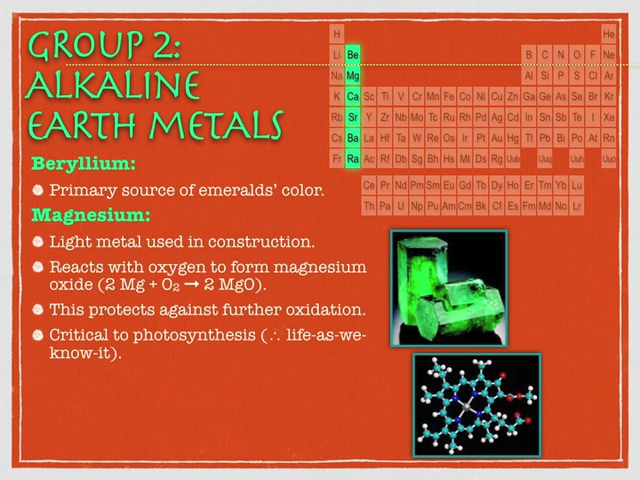 GROUP 2:
ALKALINE
EARTH METALS
Beryllium:
Primary source of emeralds' color.
Magnesium:
Light metal used in construction.
Reacts with oxygen to form magnesium
oxide (2 Mg + O₂ ➞ 2 MgO).
This protects against further oxidation.
Critical to photosynthesis (∴ life-as-we-
know-it).
H He
Li Be B C N O F Ne
Na Mg Al Si P S Cl Ar
K Ca Sc Ti V Cr Mn Fe Co Ni Cu Zn Ga Ge As Se Br Kr
Rb Sr Y Zr Nb Mo Tc Ru Rh Pd Ag Cd In Sn Sb Te I Xe
Cs Ba La Hf Ta W Re Os Ir Pt Au Hg Tl Pb Bi Po At Rn
Fr Ra Ac Rf Db Sg Bh Hs Mt Ds Rg Uub Uuq Uuh Uuo
Ce Pr Nd Pm Sm Eu Gd Tb Dy Ho Er Tm Yb Lu
Th Pa U Np Pu Am Cm Bk Cf Es Fm Md No Lr